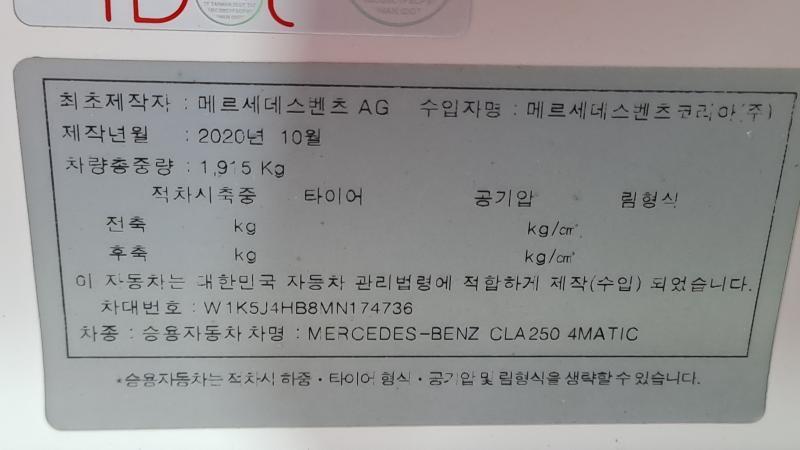 최초제작자 : 메르세데스벤츠 AG 수입자명 : 메르세데스벤츠코리아(주)
제작년월 : 2020년 10월
차량총중량 : 1,915 Kg
적차시축중 타이어 공기압 림형식
전축 kg kg/㎠
후축 kg kg/㎠
이 자동차는 대한민국 자동차 관리법령에 적합하게 제작(수입) 되었습니다.
차대번호 : W1K5J4HB8MN174736
차종 : 승용자동차 차명 : MERCEDES-BENZ CLA250 4MATIC
*승용자동차는 적차시 하중·타이어 형식·공기압 및 림형식을 생략할 수 있습니다.